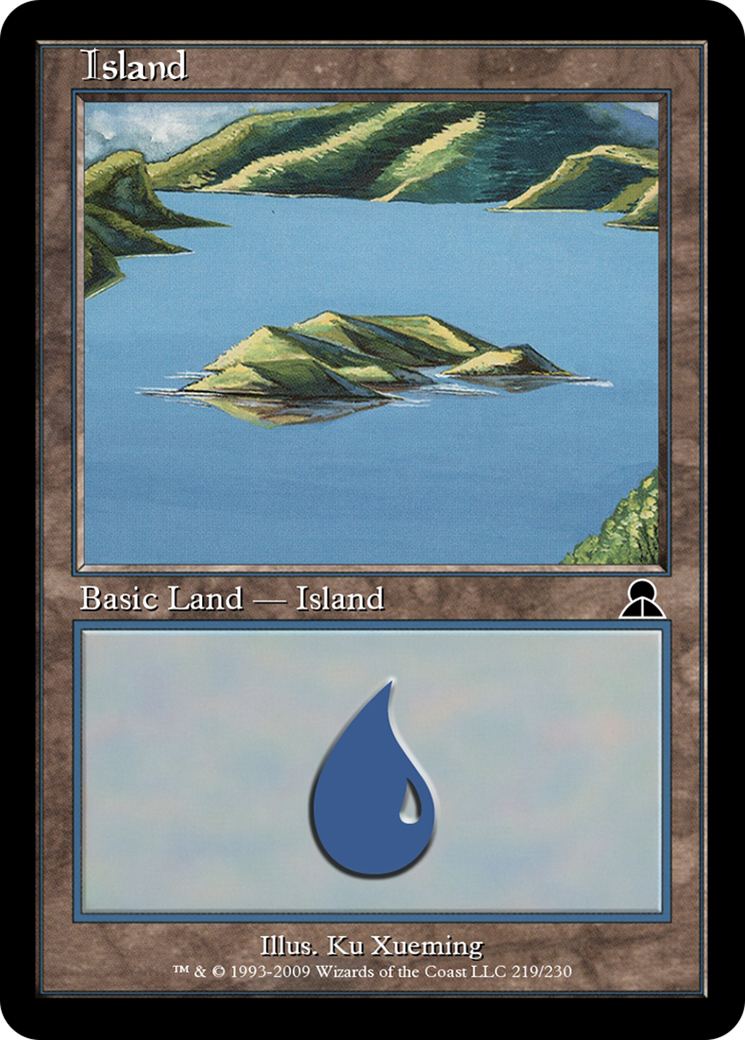 Island
Basic Land — Island
Illus. Ku Xueming
™ & © 1993-2009 Wizards of the Coast LLC 219/230